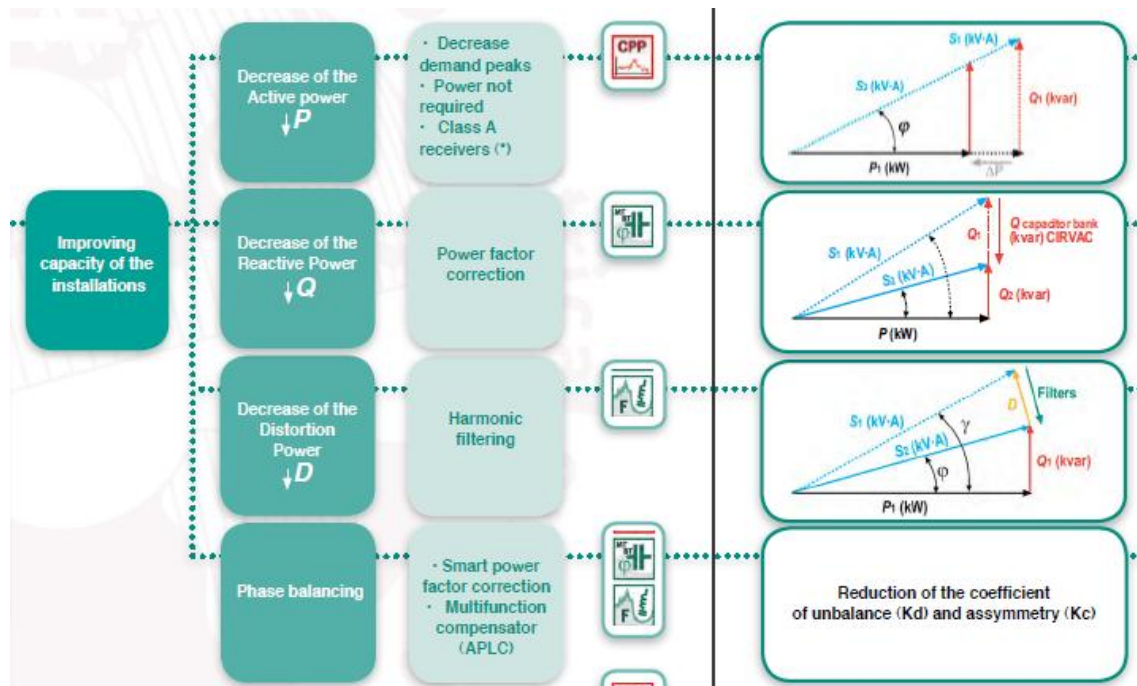 Improving
capacity of the
installations
Decrease of the
Active power
↓P
· Decrease
demand peaks
· Power not
required
· Class A
receivers (*)
CPP
S1 (kV·A)
S2 (kV·A)
Q1 (kvar)
φ
P1 (kW)
ΔP
Decrease of the
Reactive Power
↓Q
Power factor
correction
φ
S1 (kV·A)
S2 (kV·A)
Q1
Q capacitor bank
(kvar) CIRVAC
Q2 (kvar)
P (kW)
Decrease of the
Distortion
Power
↓D
Harmonic
filtering
F
S1 (kV·A)
S2 (kV·A)
γ
φ
D
Filters
Q1 (kvar)
P1 (kW)
Phase balancing
· Smart power
factor correction
· Multifunction
compensator
(APLC)
φ
F
Reduction of the coefficient
of unbalance (Kd) and assymmetry (Kc)